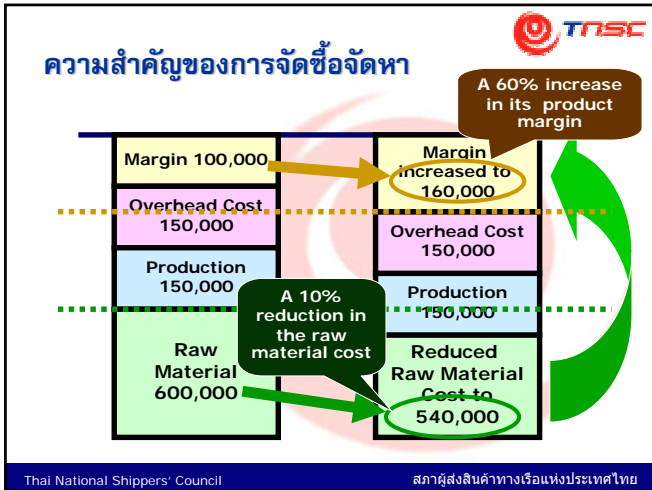 TNSC
ความสำคัญของการจัดซื้อจัดหา
A 60% increase
in its product
margin
Margin 100,000
Overhead Cost
150,000
Production
150,000
Raw
Material
600,000
A 10%
reduction in
the raw
material cost
Margin
increased to
160,000
Overhead Cost
150,000
Production
150,000
Reduced
Raw Material
Cost to
540,000
Thai National Shippers' Council
สภาผู้ส่งสินค้าทางเรือแห่งประเทศไทย